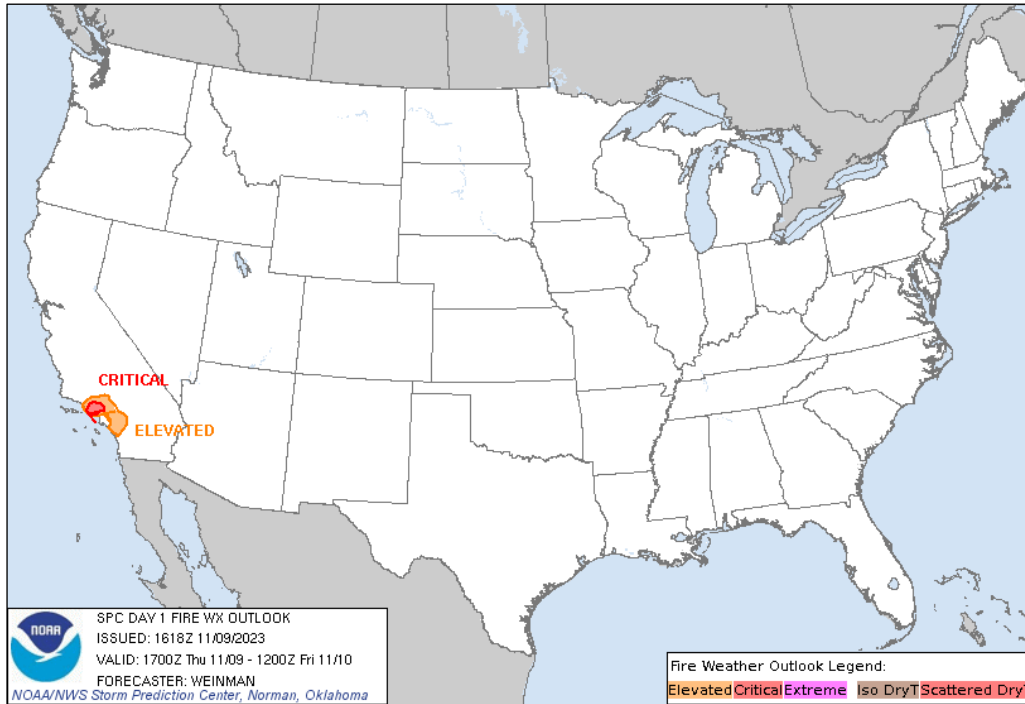 CRITICAL
ELEVATED
NOAA
SPC DAY 1 FIRE WX OUTLOOK
ISSUED: 1618Z 11/09/2023
VALID: 1700Z Thu 11/09 - 1200Z Fri 11/10
FORECASTER: WEINMAN
NOAA/NWS Storm Prediction Center, Norman, Oklahoma
Fire Weather Outlook Legend:
Elevated Critical Extreme Iso DryT Scattered DryT